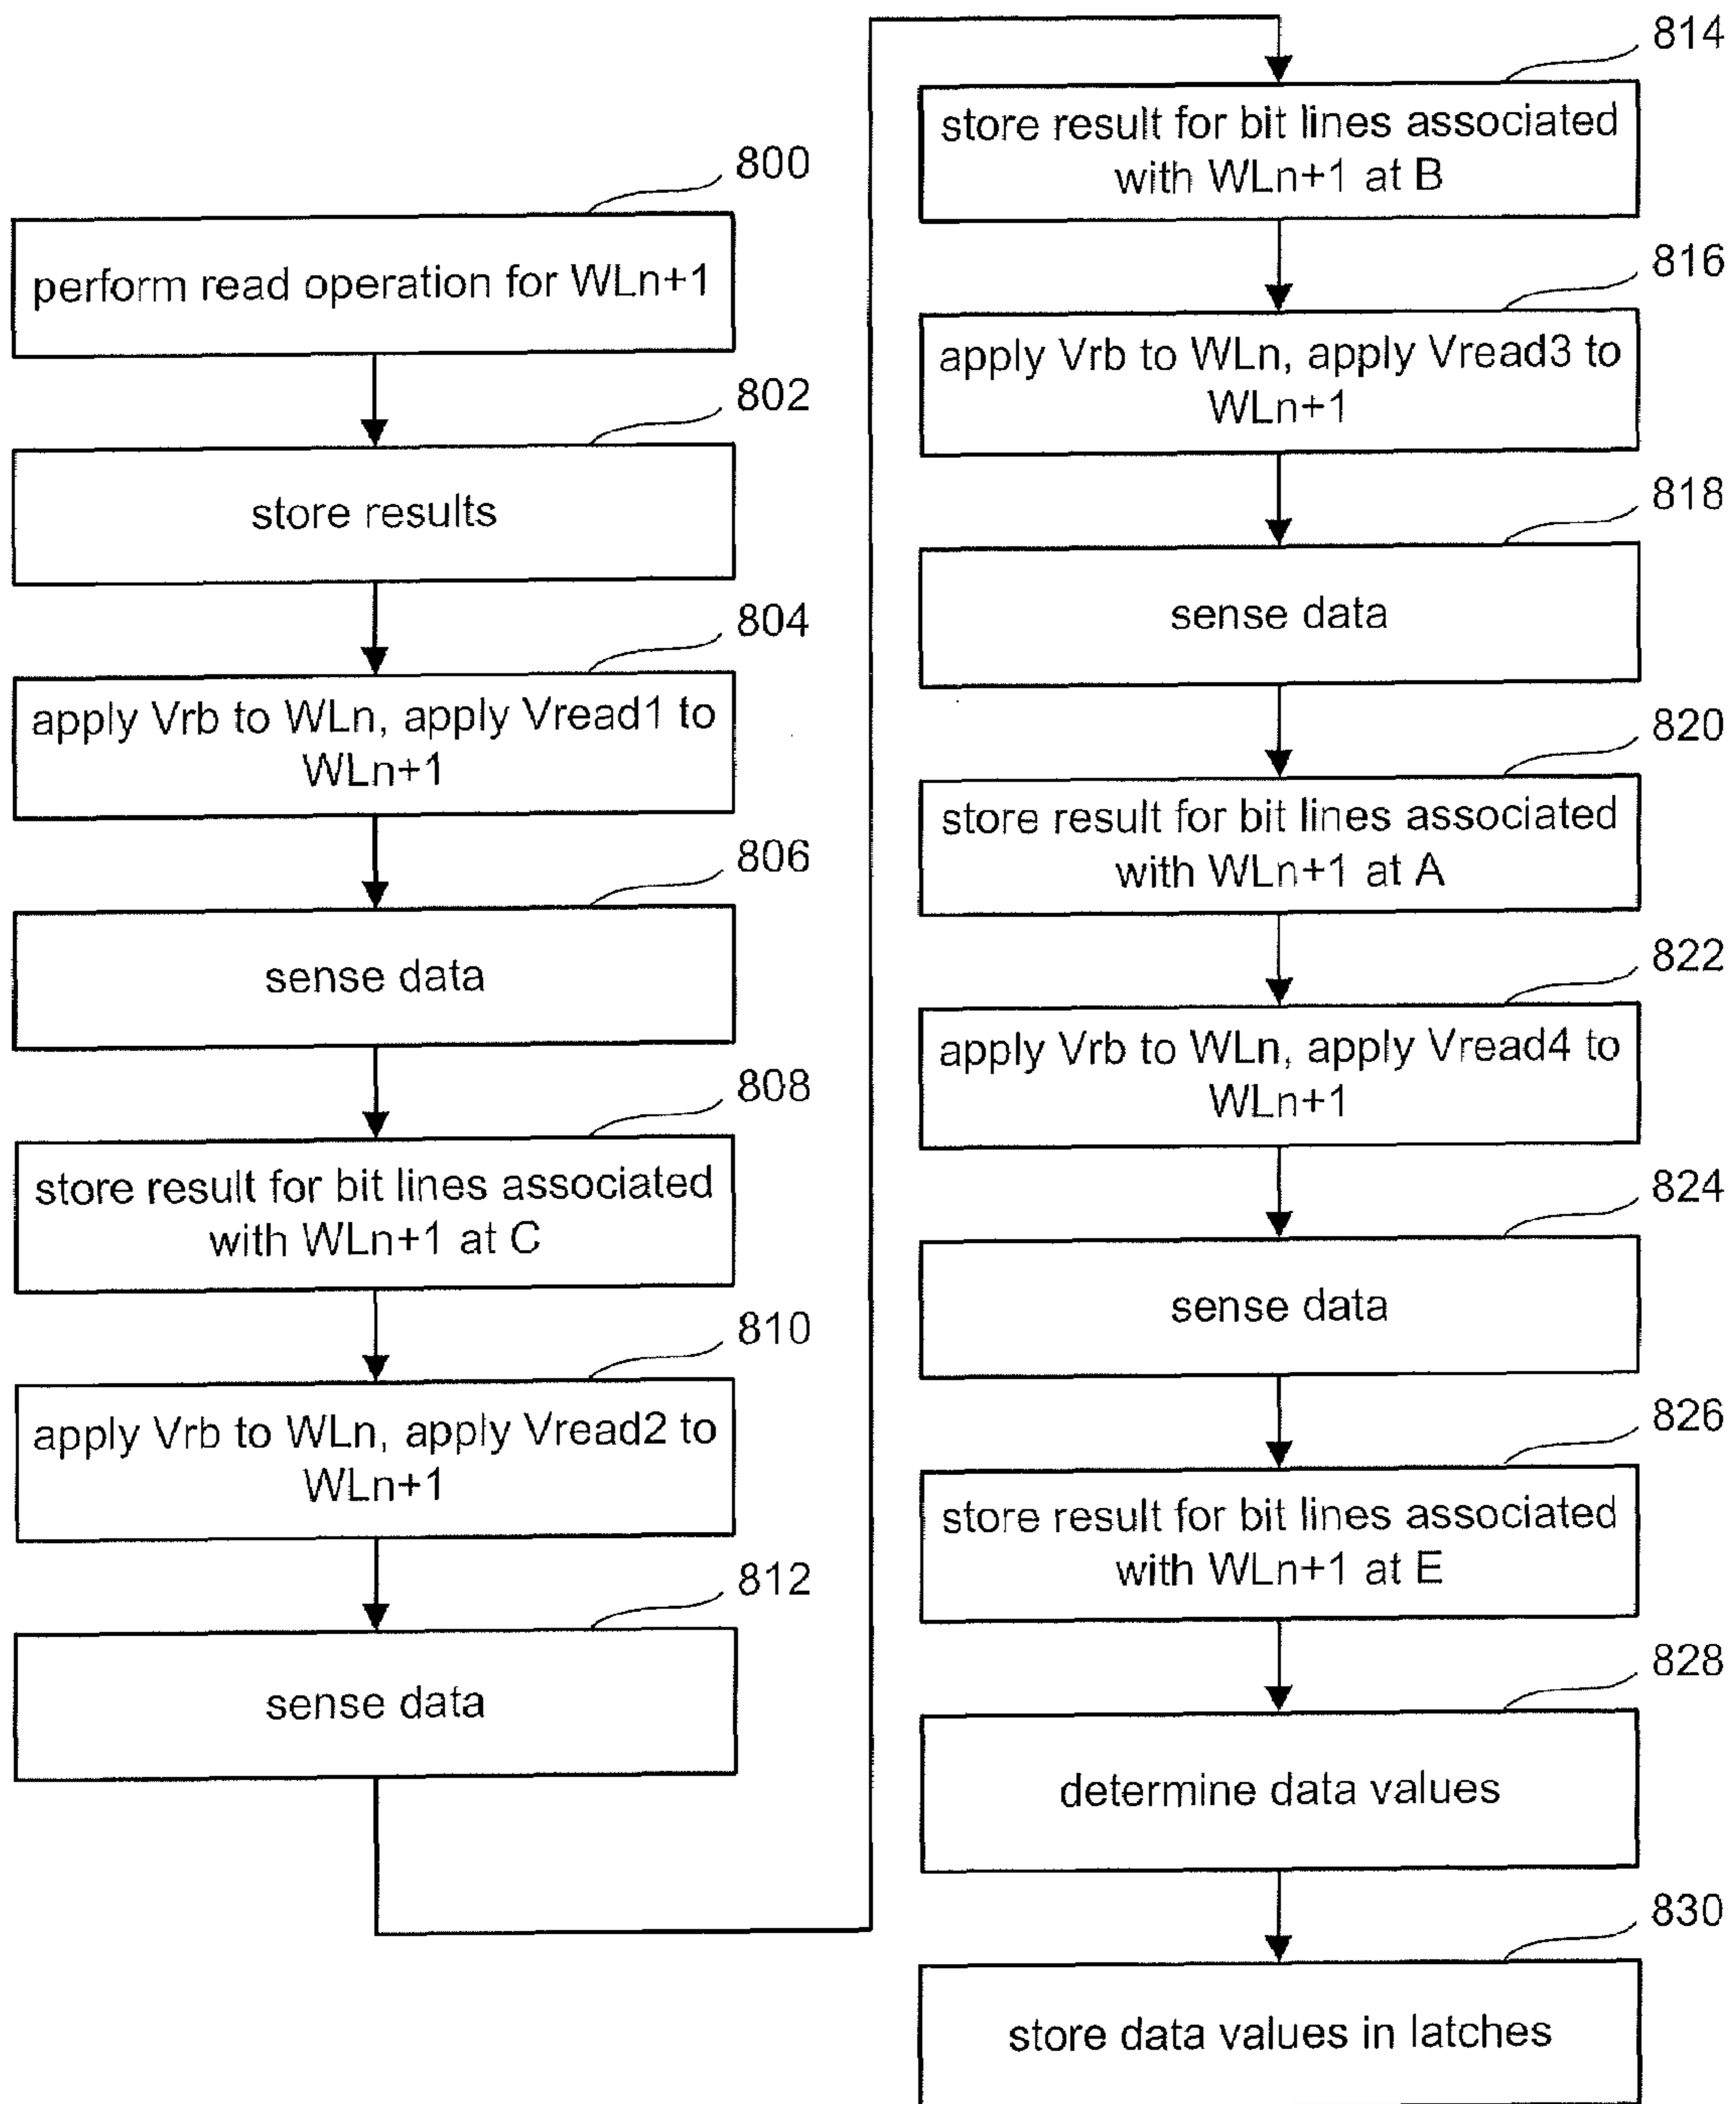 800
perform read operation for WLn+1
802
store results
804
apply Vrb to WLn, apply Vread1 to
WLn+1
806
sense data
808
store result for bit lines associated
with WLn+1 at C
810
apply Vrb to WLn, apply Vread2 to
WLn+1
812
sense data
814
store result for bit lines associated
with WLn+1 at B
816
apply Vrb to WLn, apply Vread3 to
WLn+1
818
sense data
820
store result for bit lines associated
with WLn+1 at A
822
apply Vrb to WLn, apply Vread4 to
WLn+1
824
sense data
826
store result for bit lines associated
with WLn+1 at E
828
determine data values
830
store data values in latches